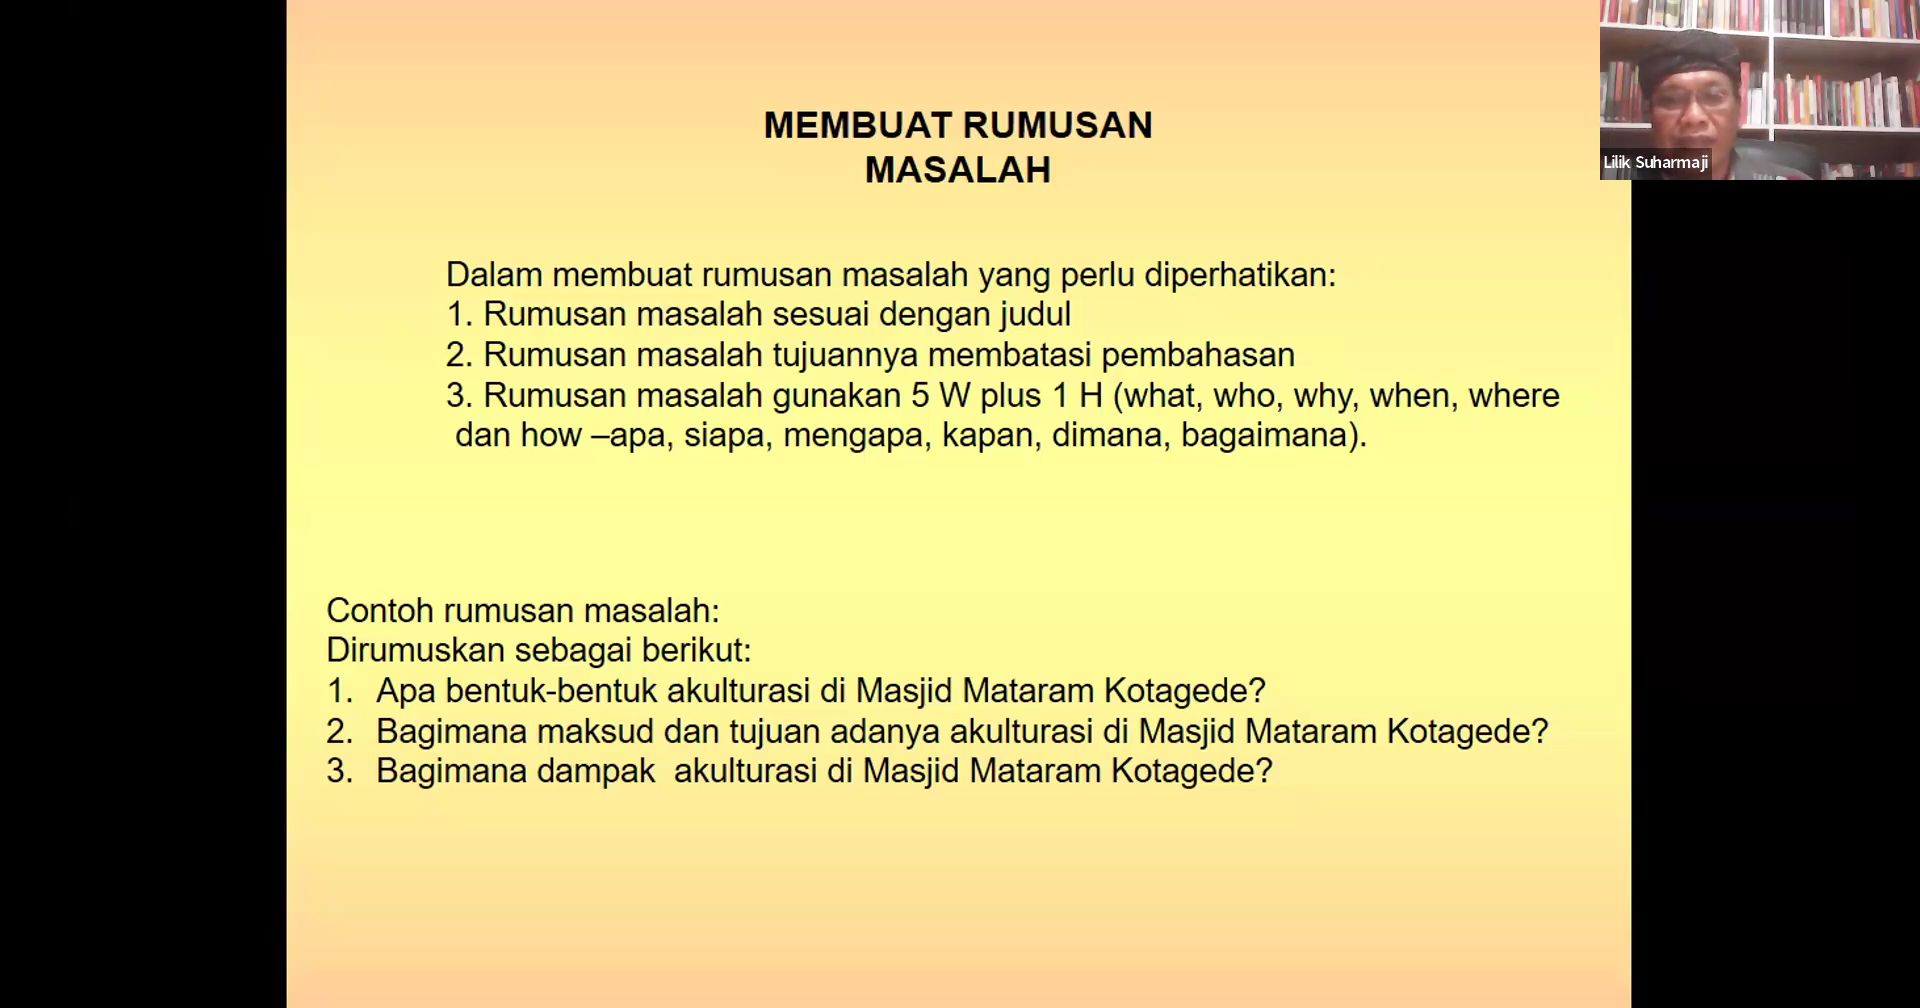 MEMBUAT RUMUSAN
MASALAH
Lilik Suharmaji
Dalam membuat rumusan masalah yang perlu diperhatikan:
1. Rumusan masalah sesuai dengan judul
2. Rumusan masalah tujuannya membatasi pembahasan
3. Rumusan masalah gunakan 5 W plus 1 H (what, who, why, when, where
dan how –apa, siapa, mengapa, kapan, dimana, bagaimana).
Contoh rumusan masalah:
Dirumuskan sebagai berikut:
1. Apa bentuk-bentuk akulturasi di Masjid Mataram Kotagede?
2. Bagimana maksud dan tujuan adanya akulturasi di Masjid Mataram Kotagede?
3. Bagimana dampak  akulturasi di Masjid Mataram Kotagede?